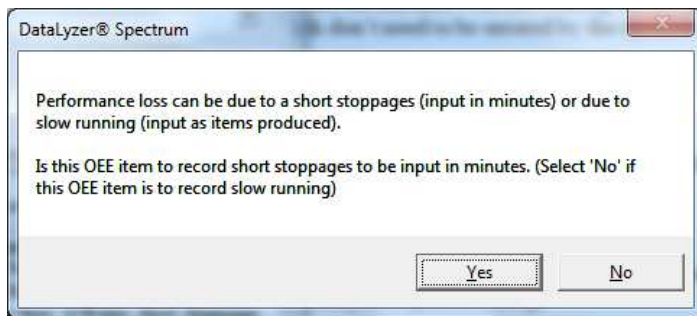 DataLyzer® Spectrum
Performance loss can be due to a short stoppages (input in minutes) or due to
slow running (input as items produced).
Is this OEE item to record short stoppages to be input in minutes. (Select 'No' if
this OEE item is to record slow running)
Yes
No